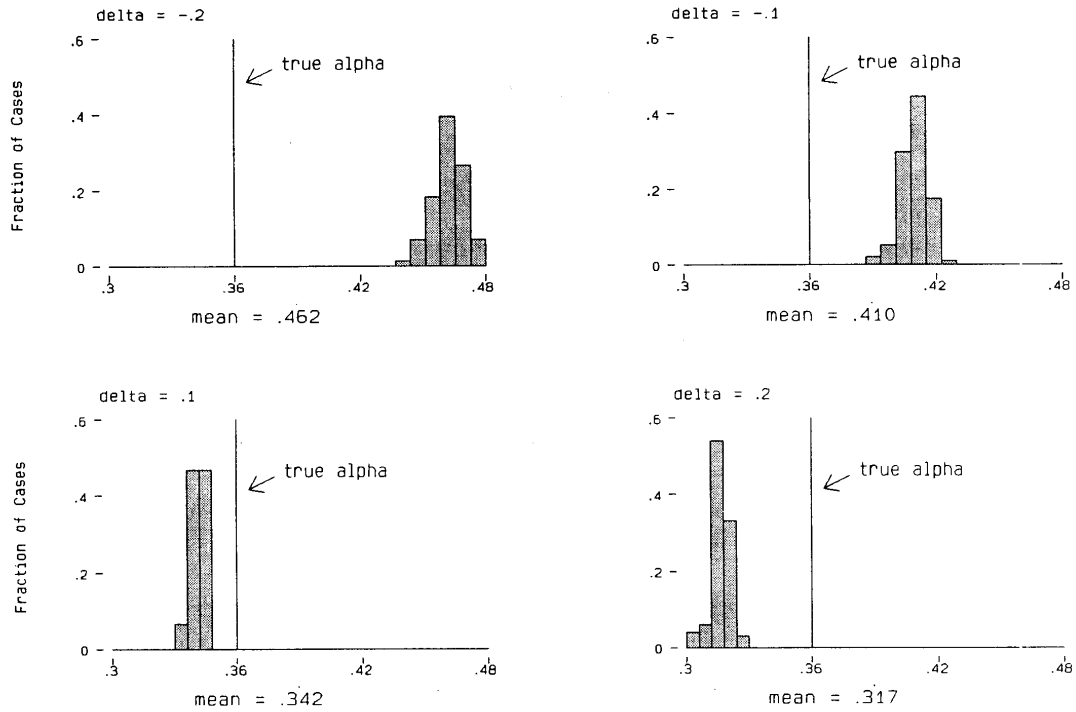 delta = -.2
Fraction of Cases
.6
.4
.2
0
true alpha
.3
.36
.42
.48
mean = .462
delta = -.1
.6
.4
.2
0
true alpha
.3
.36
.42
.48
mean = .410
delta = .1
Fraction of Cases
.6
.4
.2
0
true alpha
.3
.36
.42
.48
mean = .342
delta = .2
.6
.4
.2
0
true alpha
.3
.36
.42
.48
mean = .317